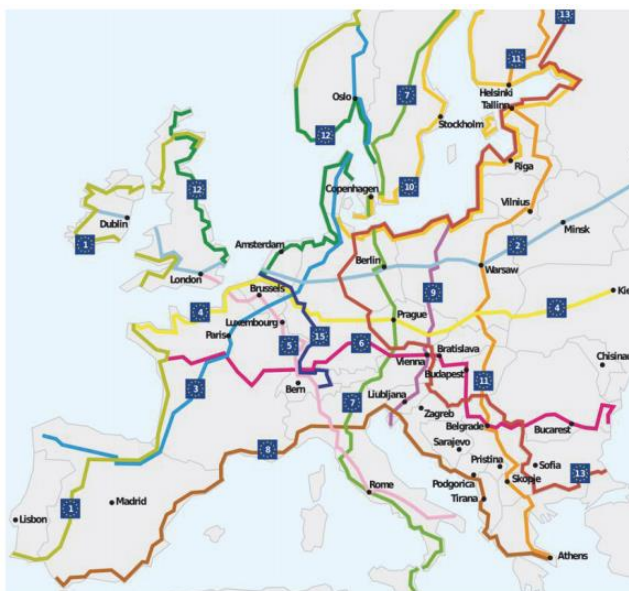 13
11
Helsinki
Tallinn
7
Oslo
Stockholm
12
Riga
12
10
Copenhagen
Vilnius
Dublin
1
Minsk
2
Amsterdam
Berlin
Warsaw
London
Brussels
9
4
4
Luxembourg
Prague
Paris
15
5
6
Bratislava
Vienna
Budapest
3
Bern
11
7
Liubljana
Zagreb
Belgrade
Bucarest
8
Sarajevo
Pristina
Sofia
13
Podgorica
Skopje
Rome
Tirana
1
Madrid
Lisbon
Athens